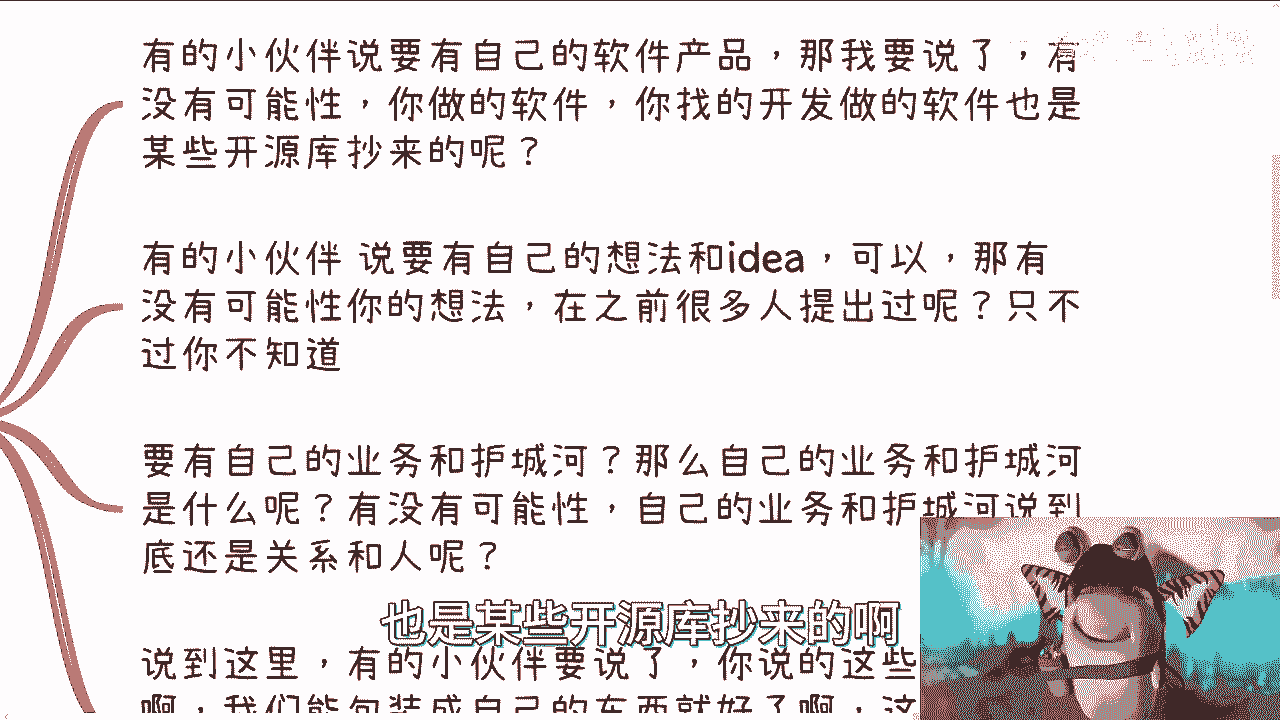 有的小伙伴说要有自己的软件产品，那我要说了，有
没有可能性，你做的软件，你找的开发做的软件也是
某些开源库抄来的呢？
有的小伙伴 说要有自己的想法和idea，可以，那有
没有可能性你的想法，在之前很多人提出过呢？只不
过你不知道
要有自己的业务和护城河？那么自己的业务和护城河
是什么呢？有没有可能性，自己的业务和护城河说到
底还是关系和人呢？
也是某些开源库抄来的啊
说到这里，有的小伙伴要说了，你说的这些
啊，我们能包装成自己的东西就好了啊，这